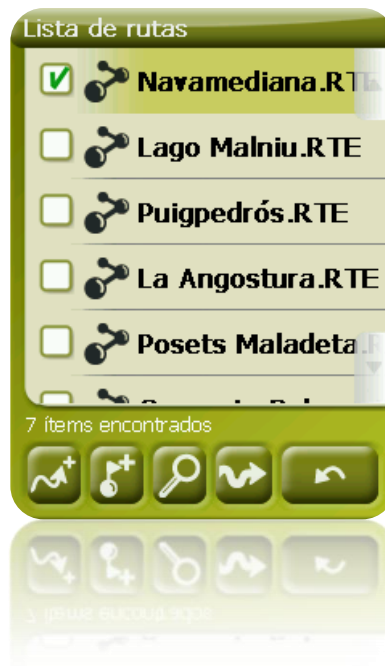 Lista de rutas
Navamediana.RT
Lago Malniu.RTE
Puigpedrós.RTE
La Angostura.RTE
Posets Maladeta.
7 ítems encontrados